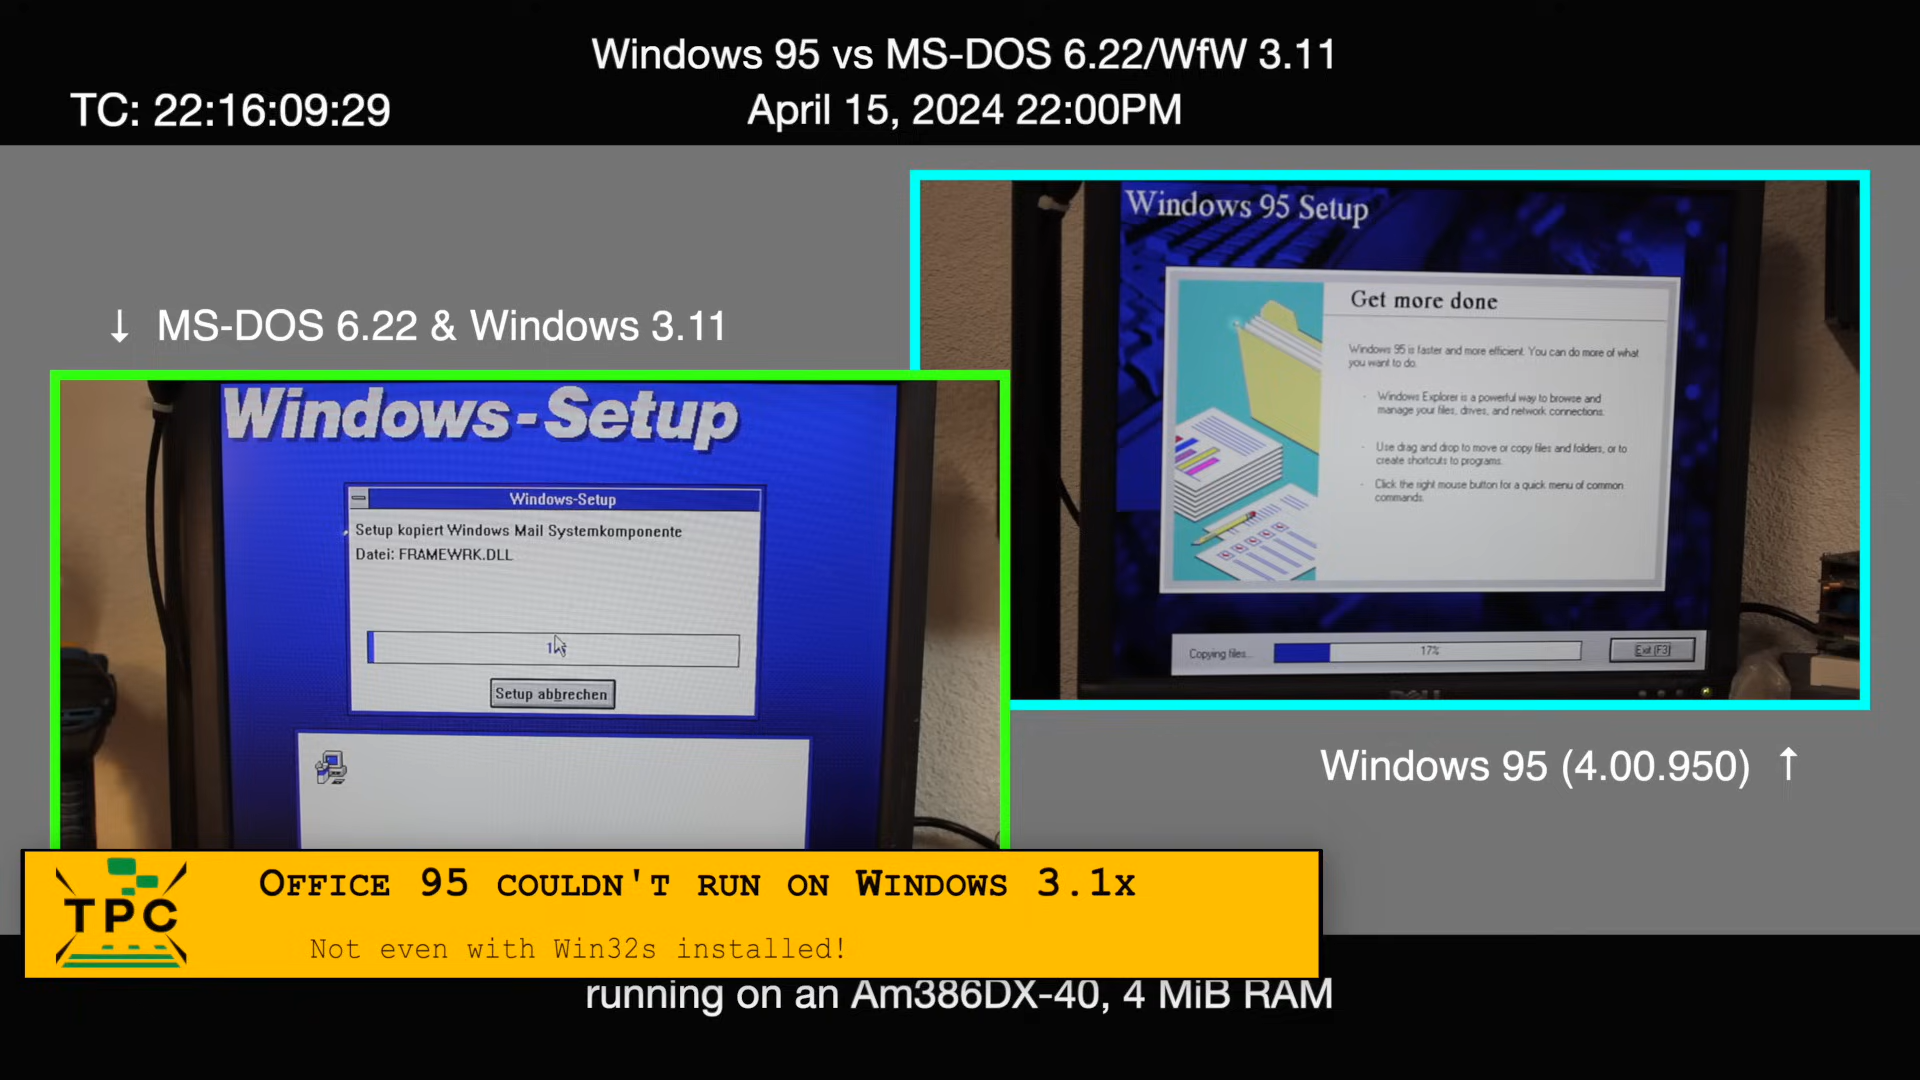 Windows 95 vs MS-DOS 6.22/WfW 3.11
TC: 22:16:09:29
April 15, 2024 22:00PM
↓ MS-DOS 6.22 & Windows 3.11
Windows-Setup
Windows-Setup
Setup kopiert Windows Mail Systemkomponente
Datei: FRAMEWRK.DLL
Setup abbrechen
Windows 95 Setup
Get more done
Windows 95 is faster and more efficient. You can do more of what
you want to do.
· Windows Explorer is a powerful way to browse and
manage your files, drives, and network connections.
· Use drag and drop to move or copy files and folders, or to
create shortcuts to programs.
· Click the right mouse button for a quick menu of common
commands.
Copying files...
17%
Exit (F3)
DELL
Windows 95 (4.00.950) ↑
TPC
OFFICE 95 COULDN'T RUN ON WINDOWS 3.1X
Not even with Win32s installed!
running on an Am386DX-40, 4 MiB RAM